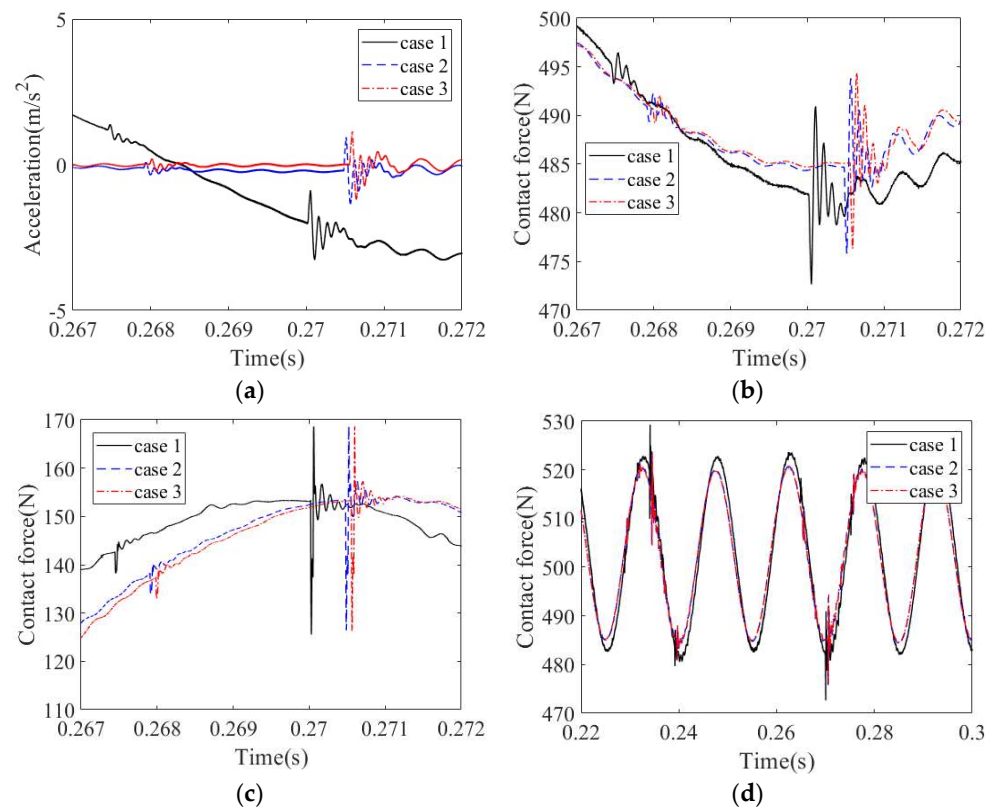 5
0
-5
Acceleration(m/s²)
case 1
case 2
case 3
0.267 0.268 0.269 0.27 0.271 0.272
Time(s)
(a)
500
495
490
485
480
475
470
Contact force(N)
case 1
case 2
case 3
0.267 0.268 0.269 0.27 0.271 0.272
Time(s)
(b)
170
160
150
140
130
120
110
Contact force(N)
case 1
case 2
case 3
0.267 0.268 0.269 0.27 0.271 0.272
Time(s)
(c)
530
520
510
500
490
480
470
Contact force(N)
case 1
case 2
case 3
0.22 0.24 0.26 0.28 0.3
Time(s)
(d)